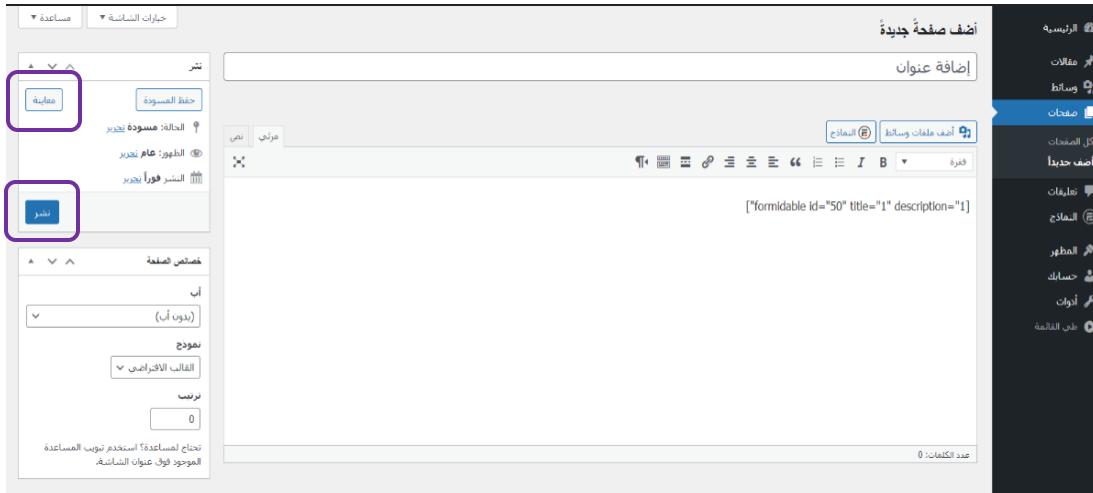 الرئيسية
مقالات
وسائط
صفحات
كل الصفحات
أضف جديداً
تعليقات
النماذج
المظهر
حسابك
أدوات
طي القائمة
خيارات الشاشة
مساعدة
أضف صفحةً جديدةً
إضافة عنوان
أضف ملفات وسائط
النماذج
مرئي
نص
فقرة
["formidable id="50" title="1" description="1]
عدد الكلمات: 0
نشر
حفظ المسودة
معاينة
الحالة: مسودة تحرير
الظهور: عام تحرير
النشر فوراً تحرير
نشر
خصائص الصفحة
أب
(بدون أب)
نموذج
القالب الافتراضي
ترتيب
0
تحتاج لمساعدة؟ استخدم تبويب المساعدة
الموجود فوق عنوان الشاشة.